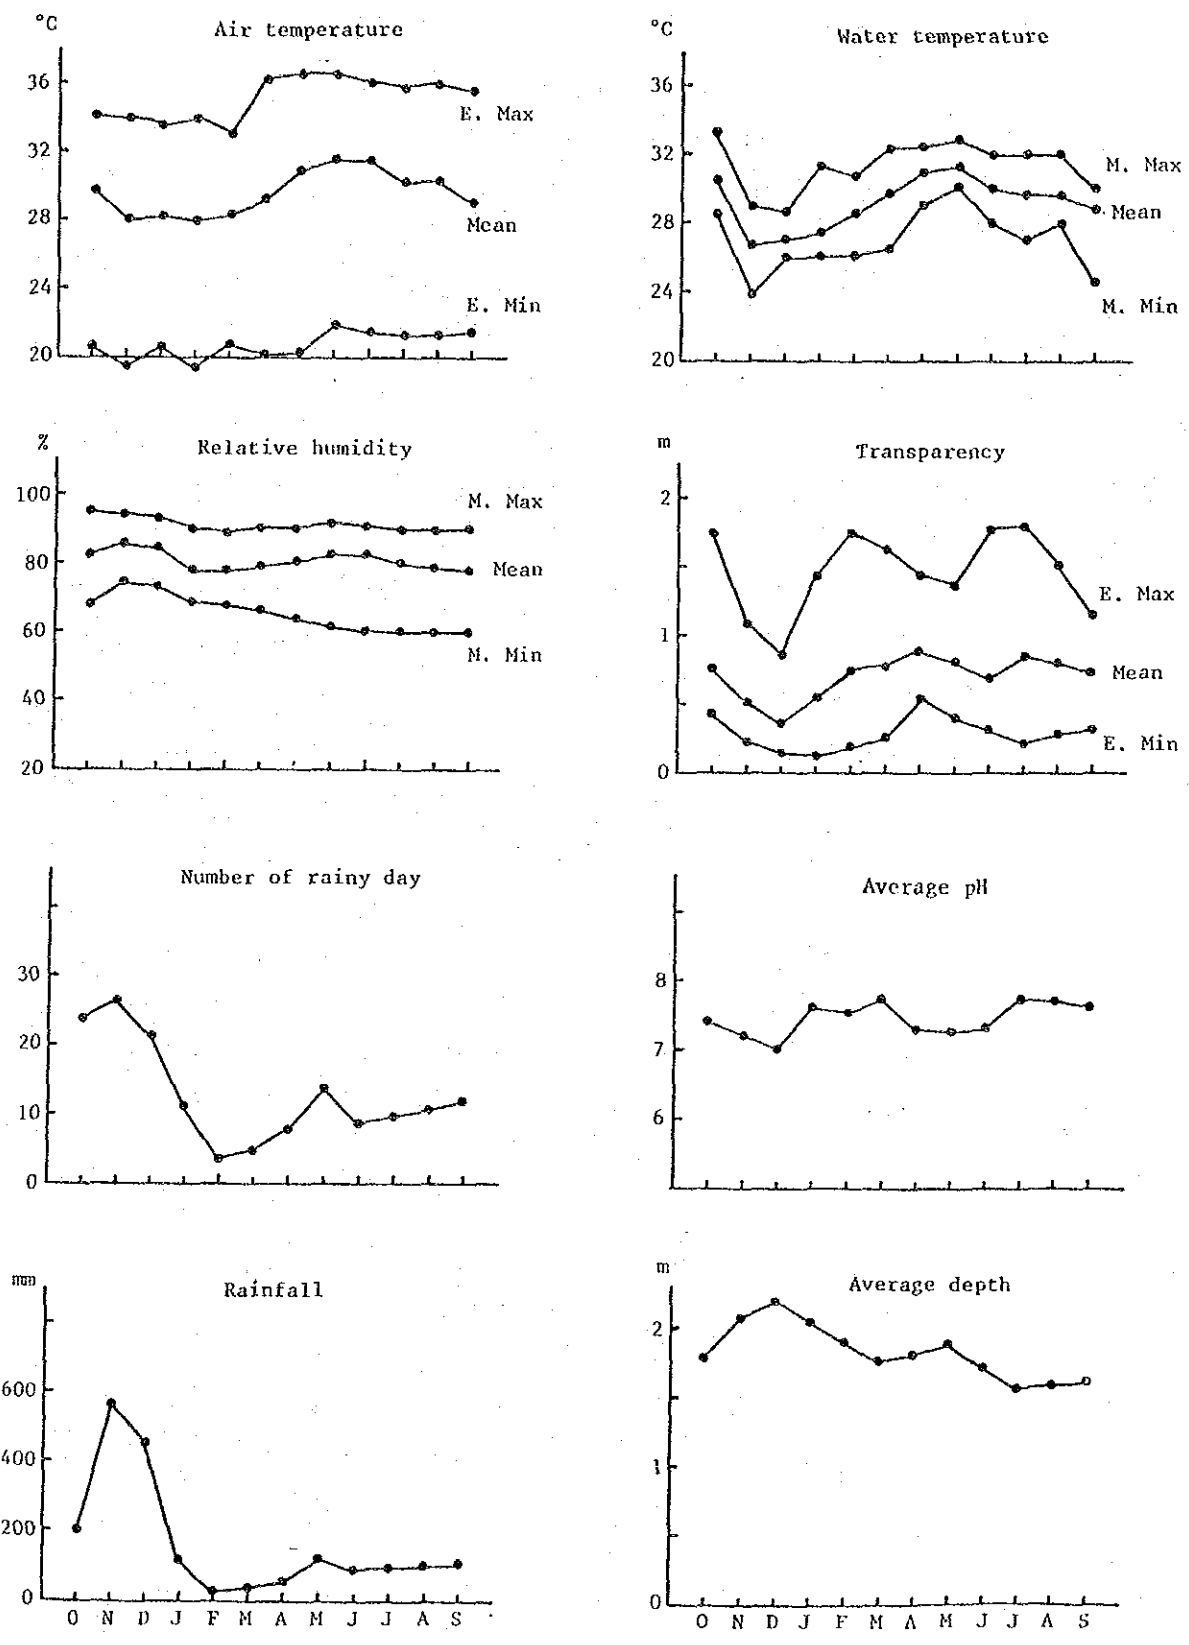 °C
Air temperature
36
32
28
24
20
E. Max
Mean
E. Min
°C
Water temperature
36
32
28
24
20
M. Max
Mean
M. Min
%
Relative humidity
100
80
60
40
20
M. Max
Mean
M. Min
m
Transparency
2
1
0
E. Max
Mean
E. Min
Number of rainy day
30
20
10
0
Average pH
8
7
6
mm
Rainfall
600
400
200
0
O N D J F M A M J J A S
m
Average depth
2
1
0
O N D J F M A M J J A S